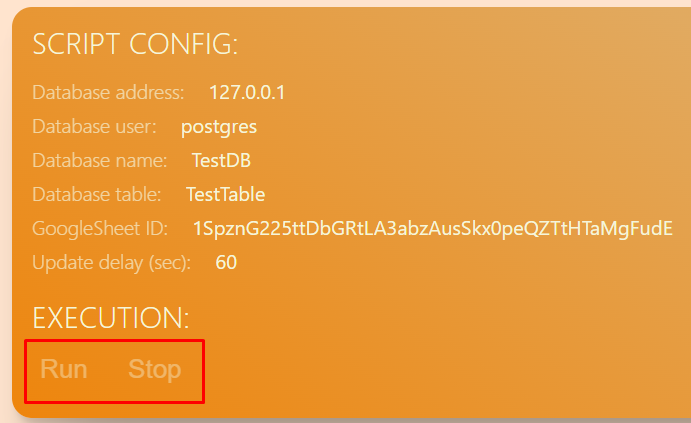 SCRIPT CONFIG:
Database address: 127.0.0.1
Database user: postgres
Database name: TestDB
Database table: TestTable
GoogleSheet ID: 1SpznG225ttDbGRtLA3abzAusSkx0peQZTtHTaMgFudE
Update delay (sec): 60
EXECUTION:
Run Stop